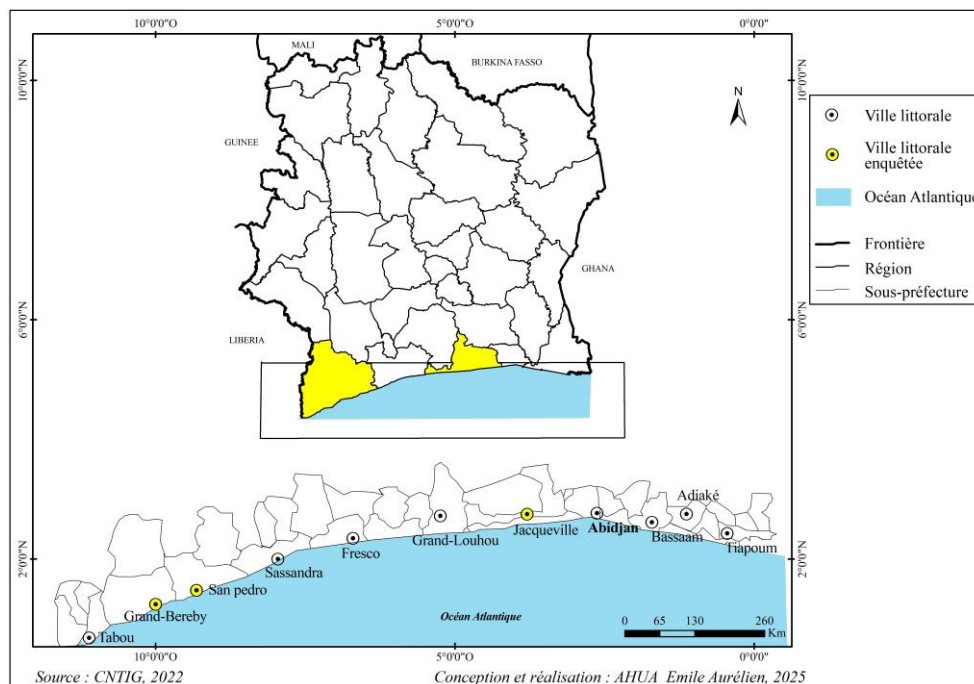 10°0'0"O 5°0'0"O 0°0'0"
MALI
BURKINA FASSO
10°0'0"N
10°0'0"N
N
GUINEE
GHANA
6°0'0"N
6°0'0"N
LIBERIA
Ville littorale
Ville littorale
enquêtée
Océan Atlantique
Frontière
Région
Sous-préfecture
Adiaké
Jacqueville
Abidjan
Bassaam
Grand-Louhou
Tiapoum
Fresco
Sassandra
2°0'0"N
2°0'0"N
San pedro
Grand-Bereby
Tabou
Océan Atlantique
0 65 130 260
Km
10°0'0"O 5°0'0"O 0°0'0"
Source : CNTIG, 2022 Conception et réalisation : AHUA Emile Aurélien, 2025